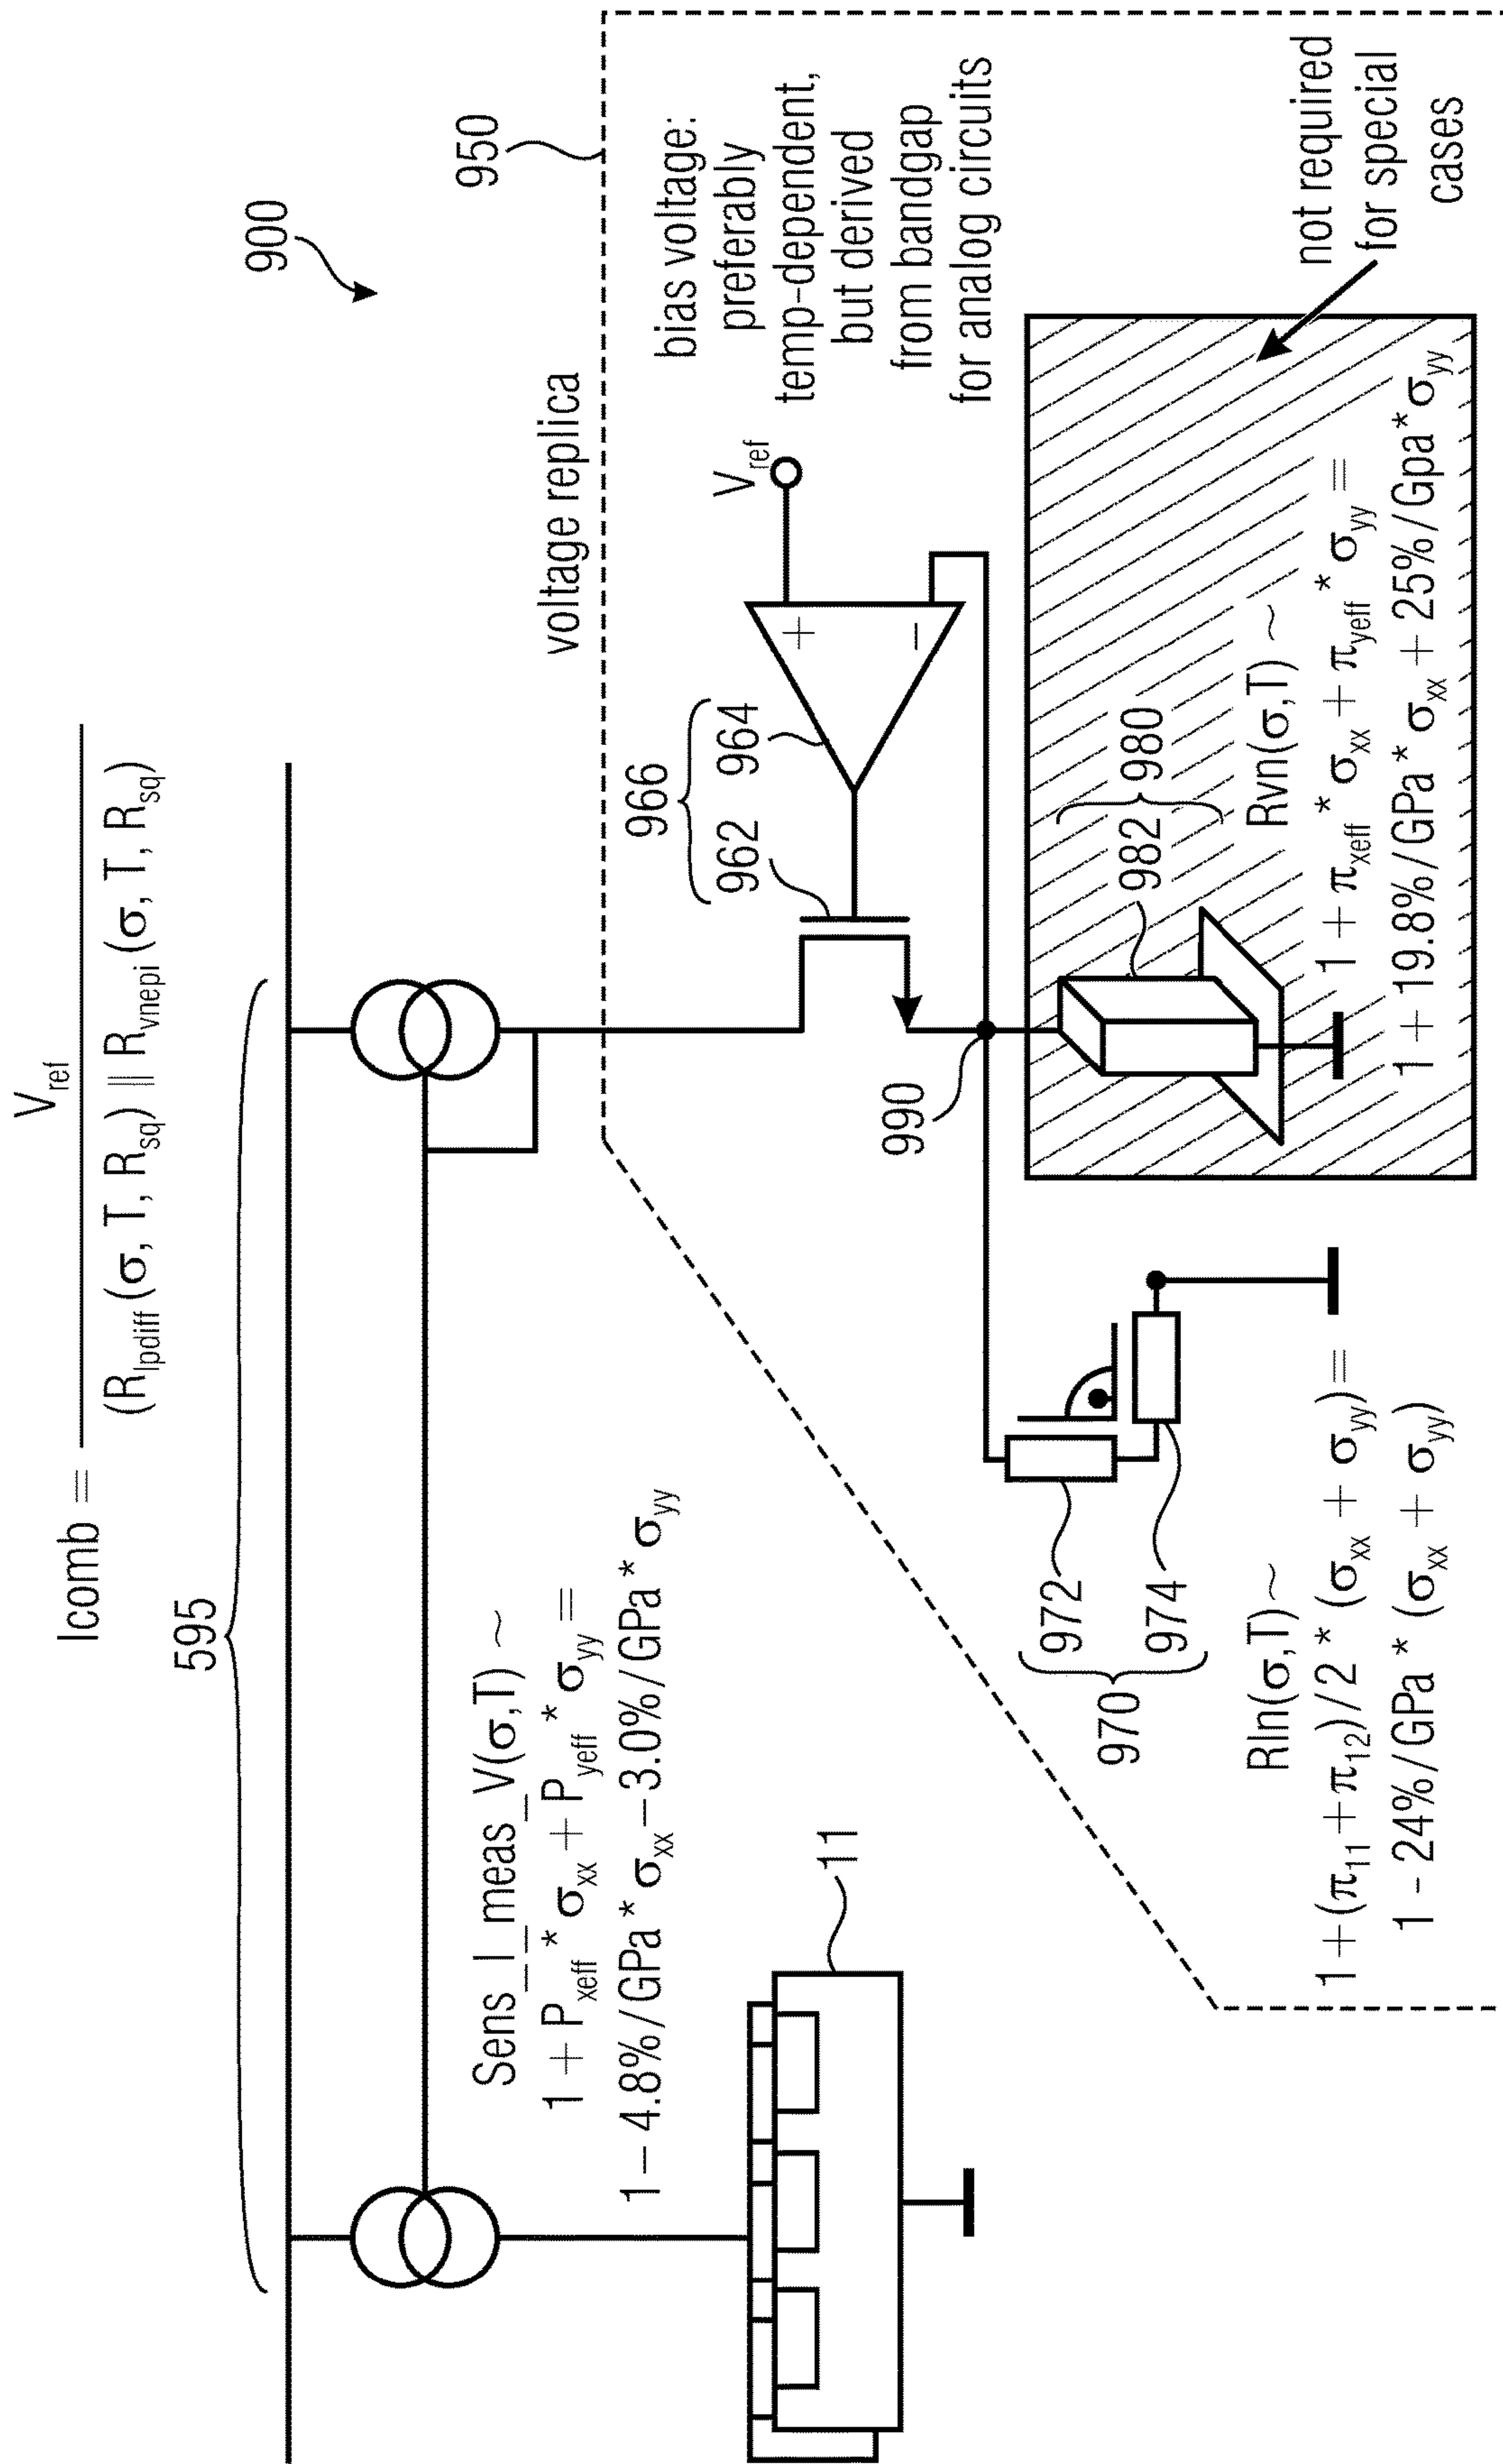 Icomb =
V_ref
(R_lpdiff (σ, T, R_sq) || R_vnepi (σ, T, R_sq)
595
900
950
voltage replica
Sens_I_meas_V(σ,T) ~
1 + P_xeff * σ_xx + P_yeff * σ_yy =
1 − 4.8%/GPa * σ_xx − 3.0%/GPa * σ_yy
11
966
962
964
+
−
V_ref
bias voltage:
preferably
temp-dependent,
but derived
from bandgap
for analog circuits
990
972
974
970
RIn(σ,T) ~
1 + (π_11 + π_12)/2 * (σ_xx + σ_yy) =
1 - 24%/GPa * (σ_xx + σ_yy)
982
980
Rvn(σ,T) ~
1 + π_xeff * σ_xx + π_yeff * σ_yy =
1 + 19.8%/GPa * σ_xx + 25%/Gpa * σ_yy
not required
for special
cases